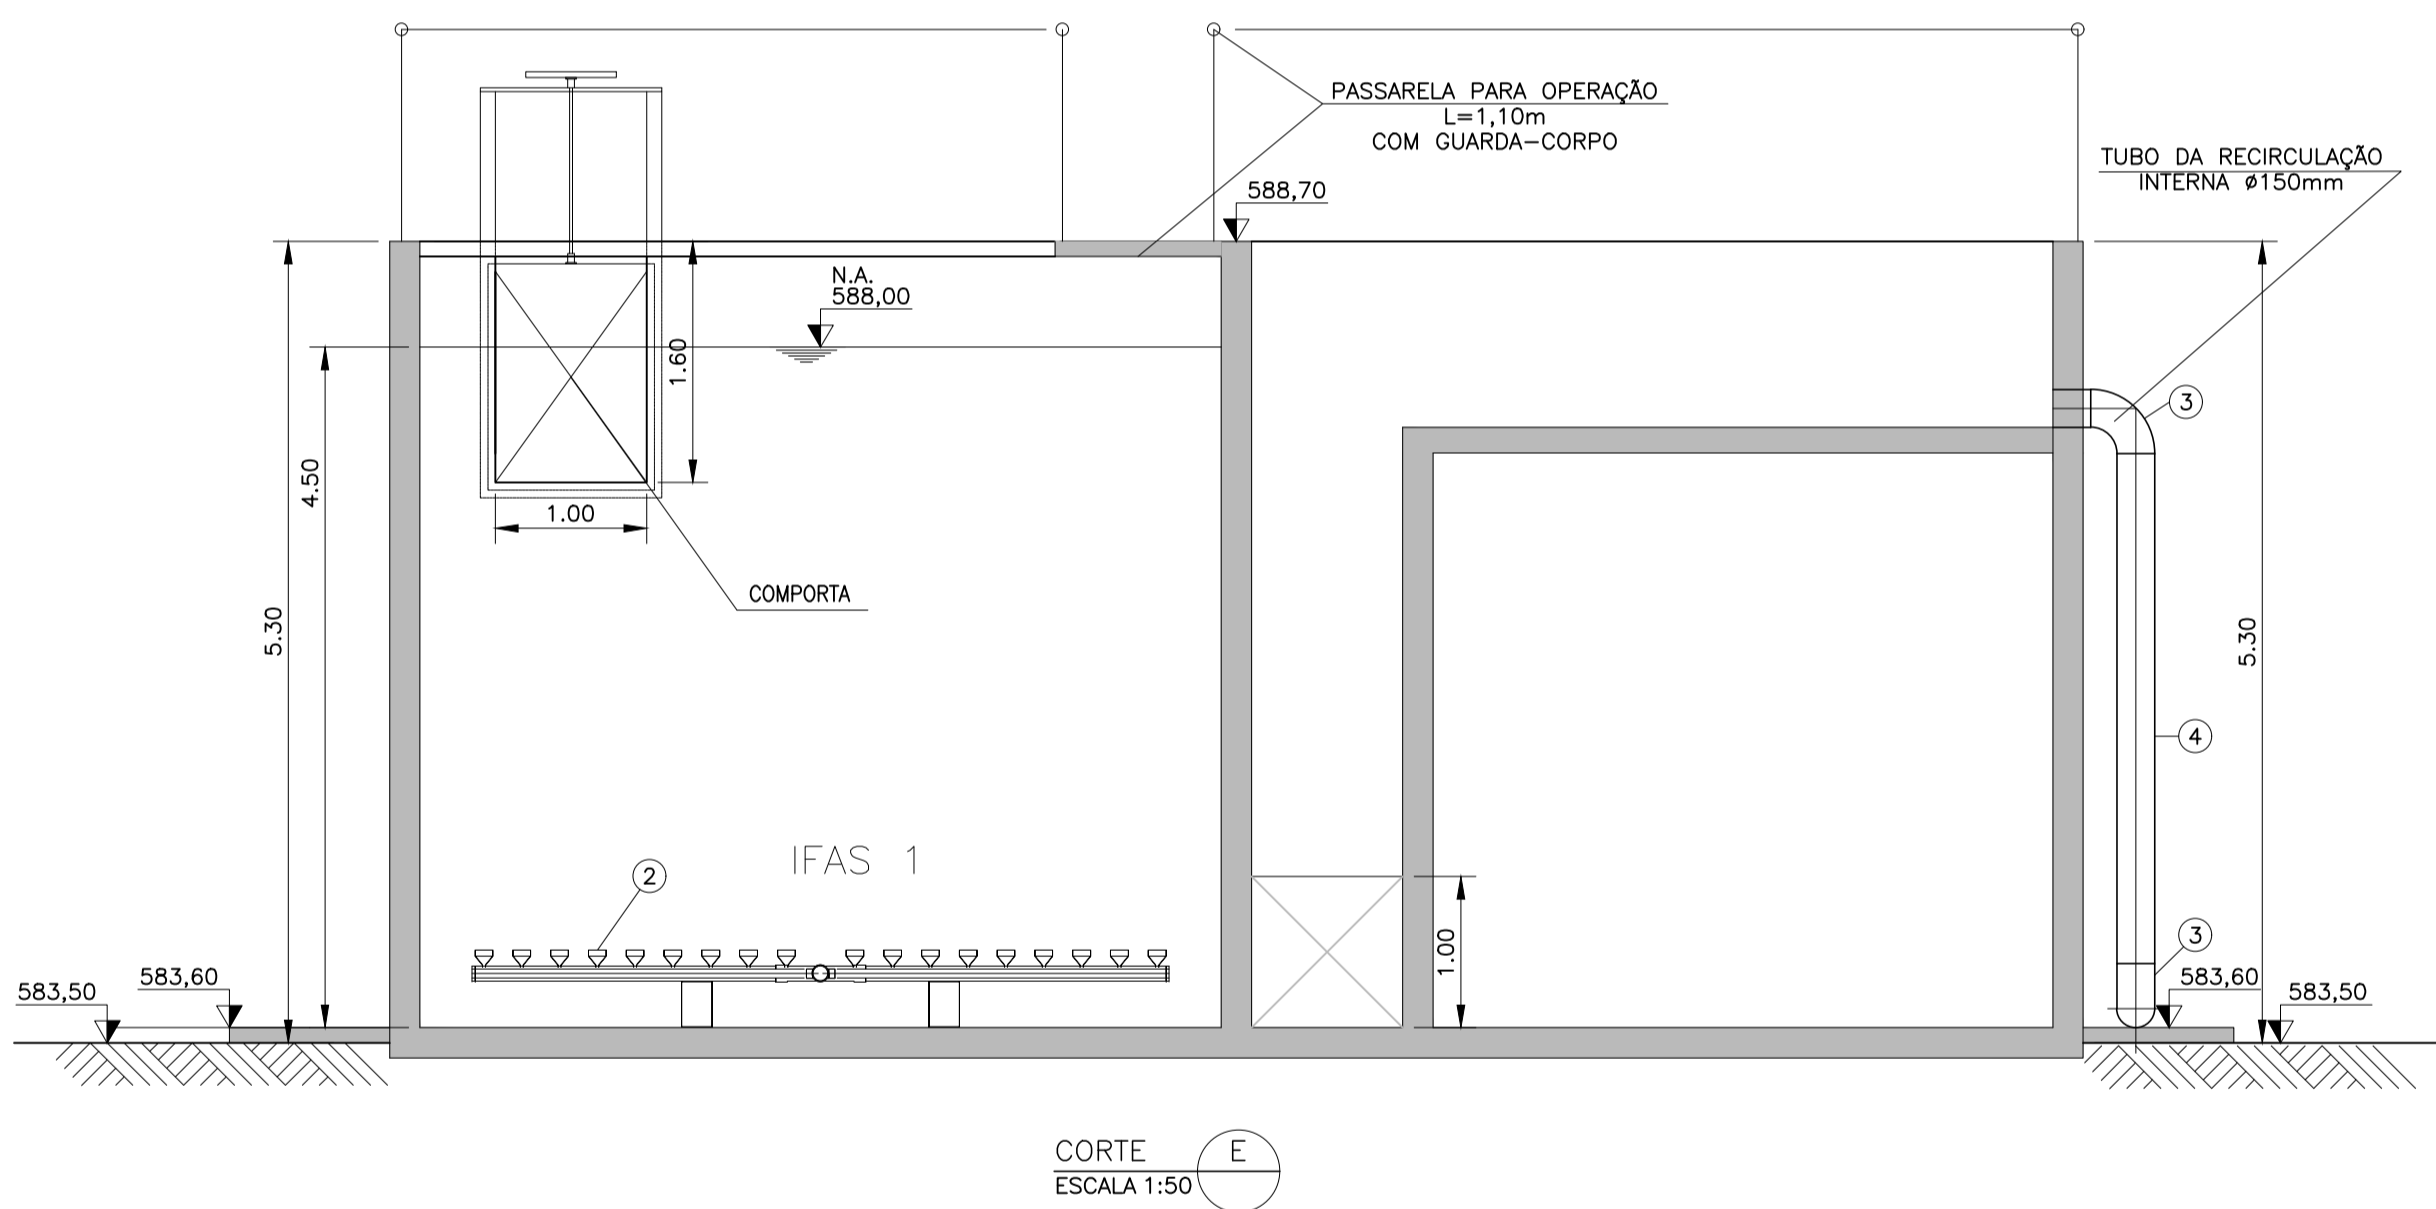 PASSARELA PARA OPERAÇÃO
L=1,10m
COM GUARDA-CORPO
TUBO DA RECIRCULAÇÃO
INTERNA ø150mm
588,70
N.A.
588,00
1.60
3
4.50
1.00
COMPORTA
5.30
5.30
4
IFAS 1
2
1.00
3
583,50
583,60
583,60
583,50
CORTE E
ESCALA 1:50